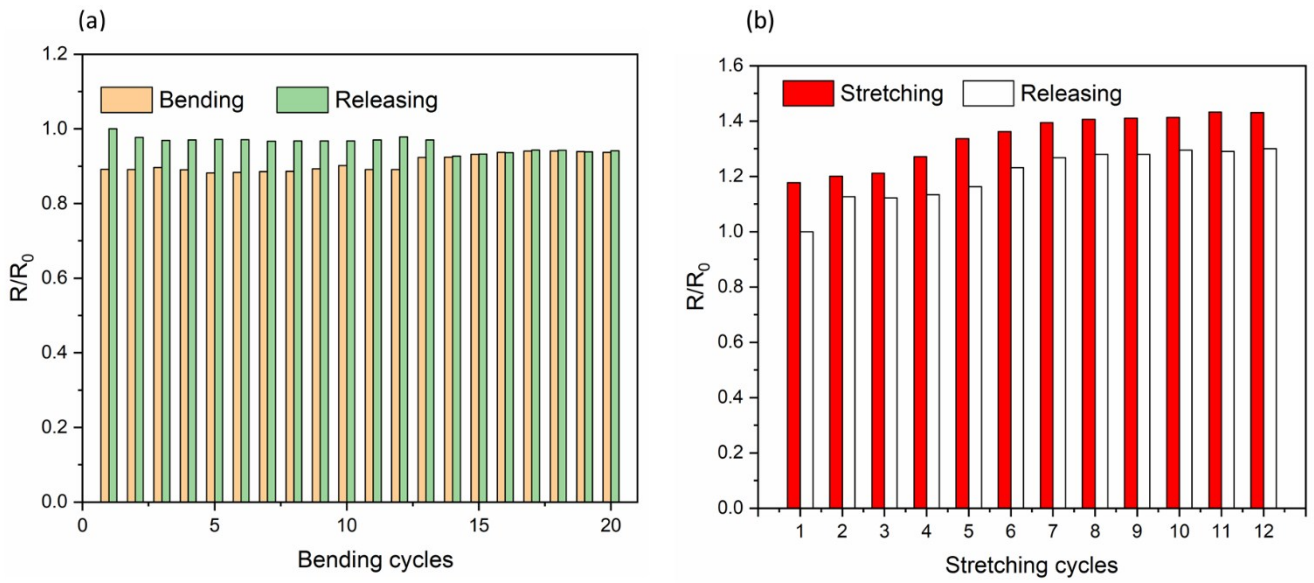 (a)
1.2
1.0
0.8
0.6
0.4
0.2
0.0
R/R0
Bending
Releasing
0 5 10 15 20
Bending cycles
(b)
1.6
1.4
1.2
1.0
0.8
0.6
0.4
0.2
0.0
R/R0
Stretching
Releasing
1 2 3 4 5 6 7 8 9 10 11 12
Stretching cycles